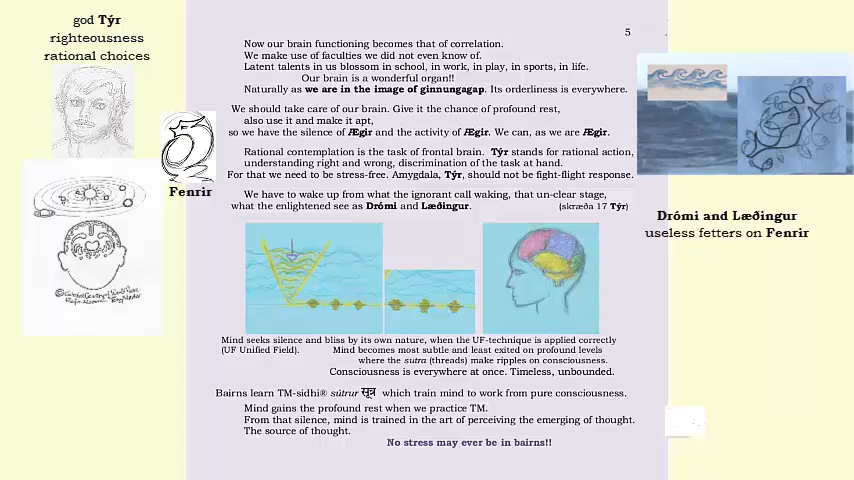 god Týr
righteousness
rational choices
Fenrir
5
Now our brain functioning becomes that of correlation.
We make use of faculties we did not even know of.
Latent talents in us blossom in school, in work, in play, in sports, in life.
Our brain is a wonderful organ!!
Naturally as we are in the image of ginnungagap. Its orderliness is everywhere.
We should take care of our brain. Give it the chance of profound rest,
also use it and make it apt,
so we have the silence of Ægir and the activity of Ægir. We can, as we are Ægir.
Rational contemplation is the task of frontal brain. Týr stands for rational action,
understanding right and wrong, discrimination of the task at hand.
For that we need to be stress-free. Amygdala, Týr, should not be fight-flight response.
We have to wake up from what the ignorant call waking, that un-clear stage,
what the enlightened see as Drómi and Læðingur. (skræða 17 Týr)
Mind seeks silence and bliss by its own nature, when the UF-technique is applied correctly
(UF Unified Field). Mind becomes most subtle and least exited on profound levels
where the sutra (threads) make ripples on consciousness.
Consciousness is everywhere at once. Timeless, unbounded.
Bairns learn TM-sidhi® sútrur सूत्र which train mind to work from pure consciousness.
Mind gains the profound rest when we practice TM.
From that silence, mind is trained in the art of perceiving the emerging of thought.
The source of thought.
No stress may ever be in bairns!!
Drómi and Læðingur
useless fetters on Fenrir